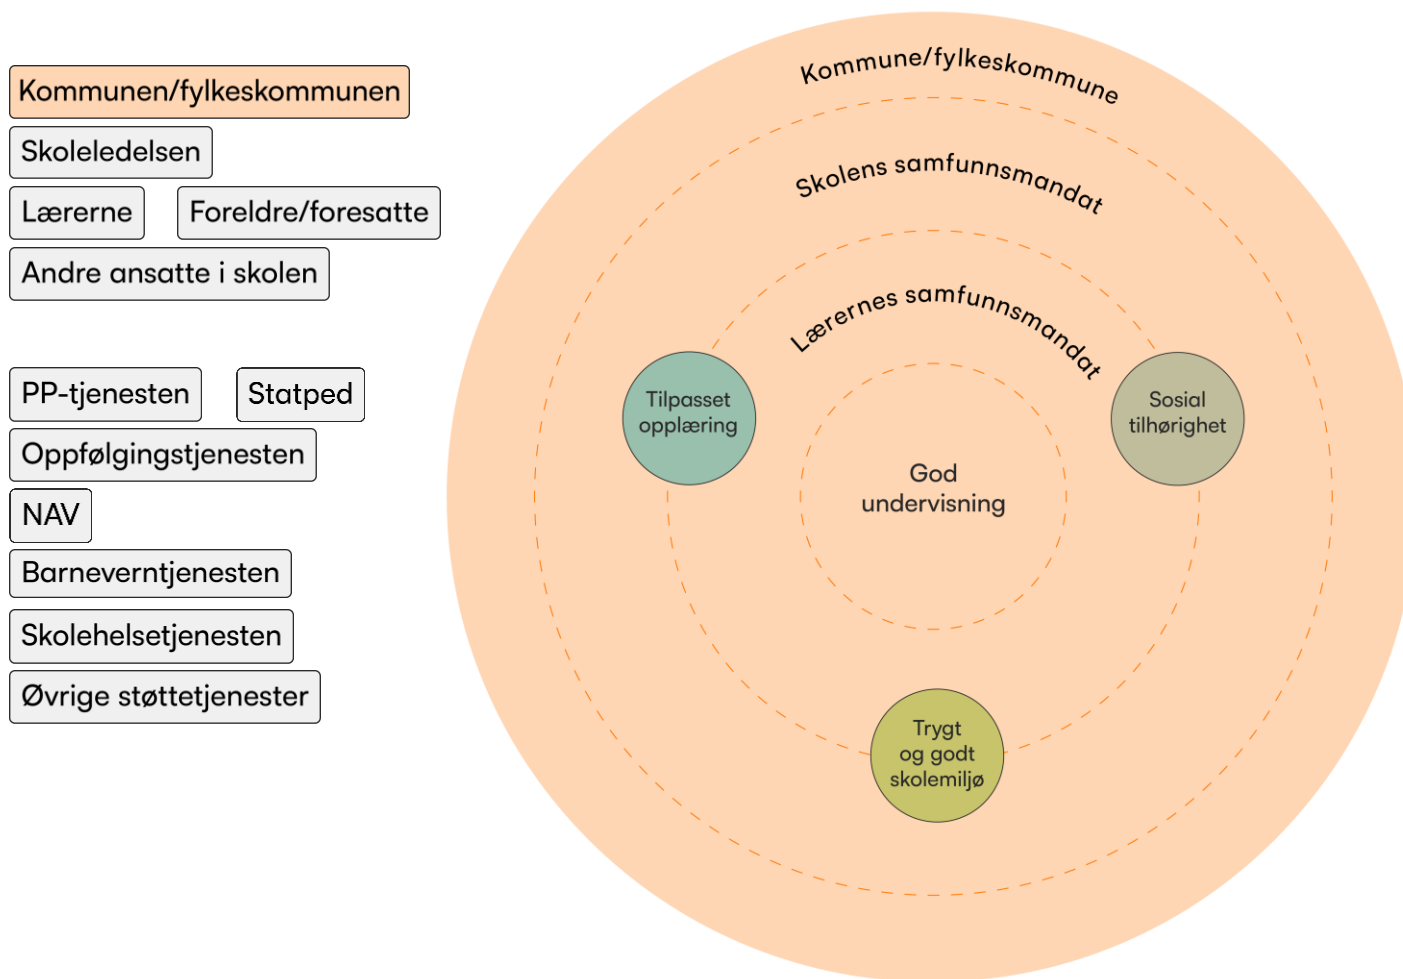 Kommunen/fylkeskommunen
Skoleledelsen
Lærerne
Foreldre/foresatte
Andre ansatte i skolen
PP-tjenesten
Statped
Oppfølgingstjenesten
NAV
Barneverntjenesten
Skolehelsetjenesten
Øvrige støttetjenester
Kommune/fylkeskommune
Skolens samfunnsmandat
Lærernes samfunnsmandat
Tilpasset
opplæring
Sosial
tilhørighet
God
undervisning
Trygt
og godt
skolemiljø